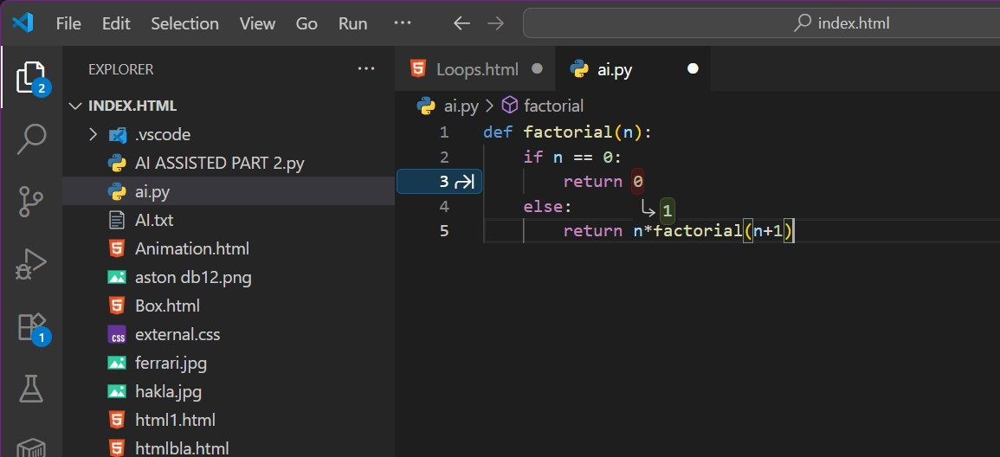 File Edit Selection View Go Run ··· index.html
EXPLORER ···
Loops.html ai.py
INDEX.HTML
ai.py > factorial
.vscode
AI ASSISTED PART 2.py
ai.py
AI.txt
Animation.html
aston db12.png
Box.html
external.css
ferrari.jpg
hakla.jpg
html1.html
htmlbla.html
2
1
1 def factorial(n):
2 if n == 0:
3 return 0
4 else: 1
5 return n*factorial(n+1)